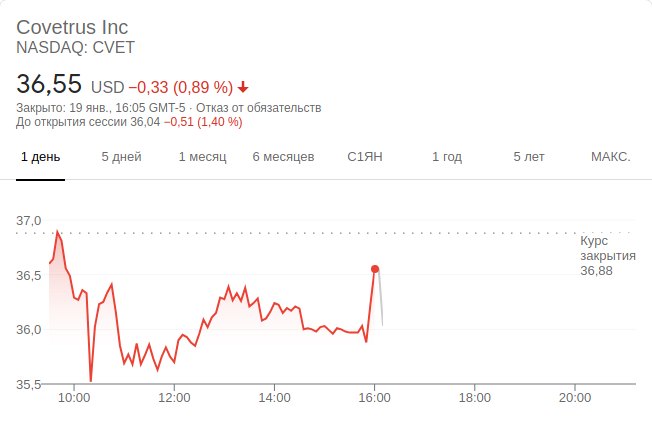 Covetrus Inc
NASDAQ: CVET
36,55 USD −0,33 (0,89 %)
Закрыто: 19 янв., 16:05 GMT-5 · Отказ от обязательств
До открытия сессии 36,04 −0,51 (1,40 %)
1 день 5 дней 1 месяц 6 месяцев С1ЯН 1 год 5 лет МАКС.
37,0
Курс
закрытия
36,88
36,5
36,0
35,5
10:00 12:00 14:00 16:00 18:00 20:00